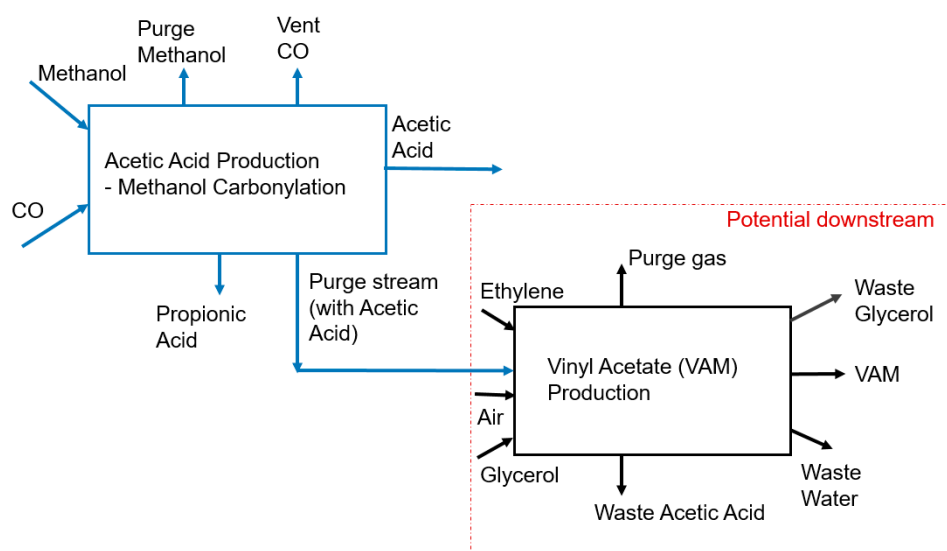 Purge
Methanol
Vent
CO
Methanol
Acetic Acid Production
- Methanol Carbonylation
Acetic
Acid
CO
Potential downstream
Propionic
Acid
Purge stream
(with Acetic
Acid)
Purge gas
Ethylene
Waste
Glycerol
Vinyl Acetate (VAM)
Production
VAM
Air
Glycerol
Waste
Water
Waste Acetic Acid